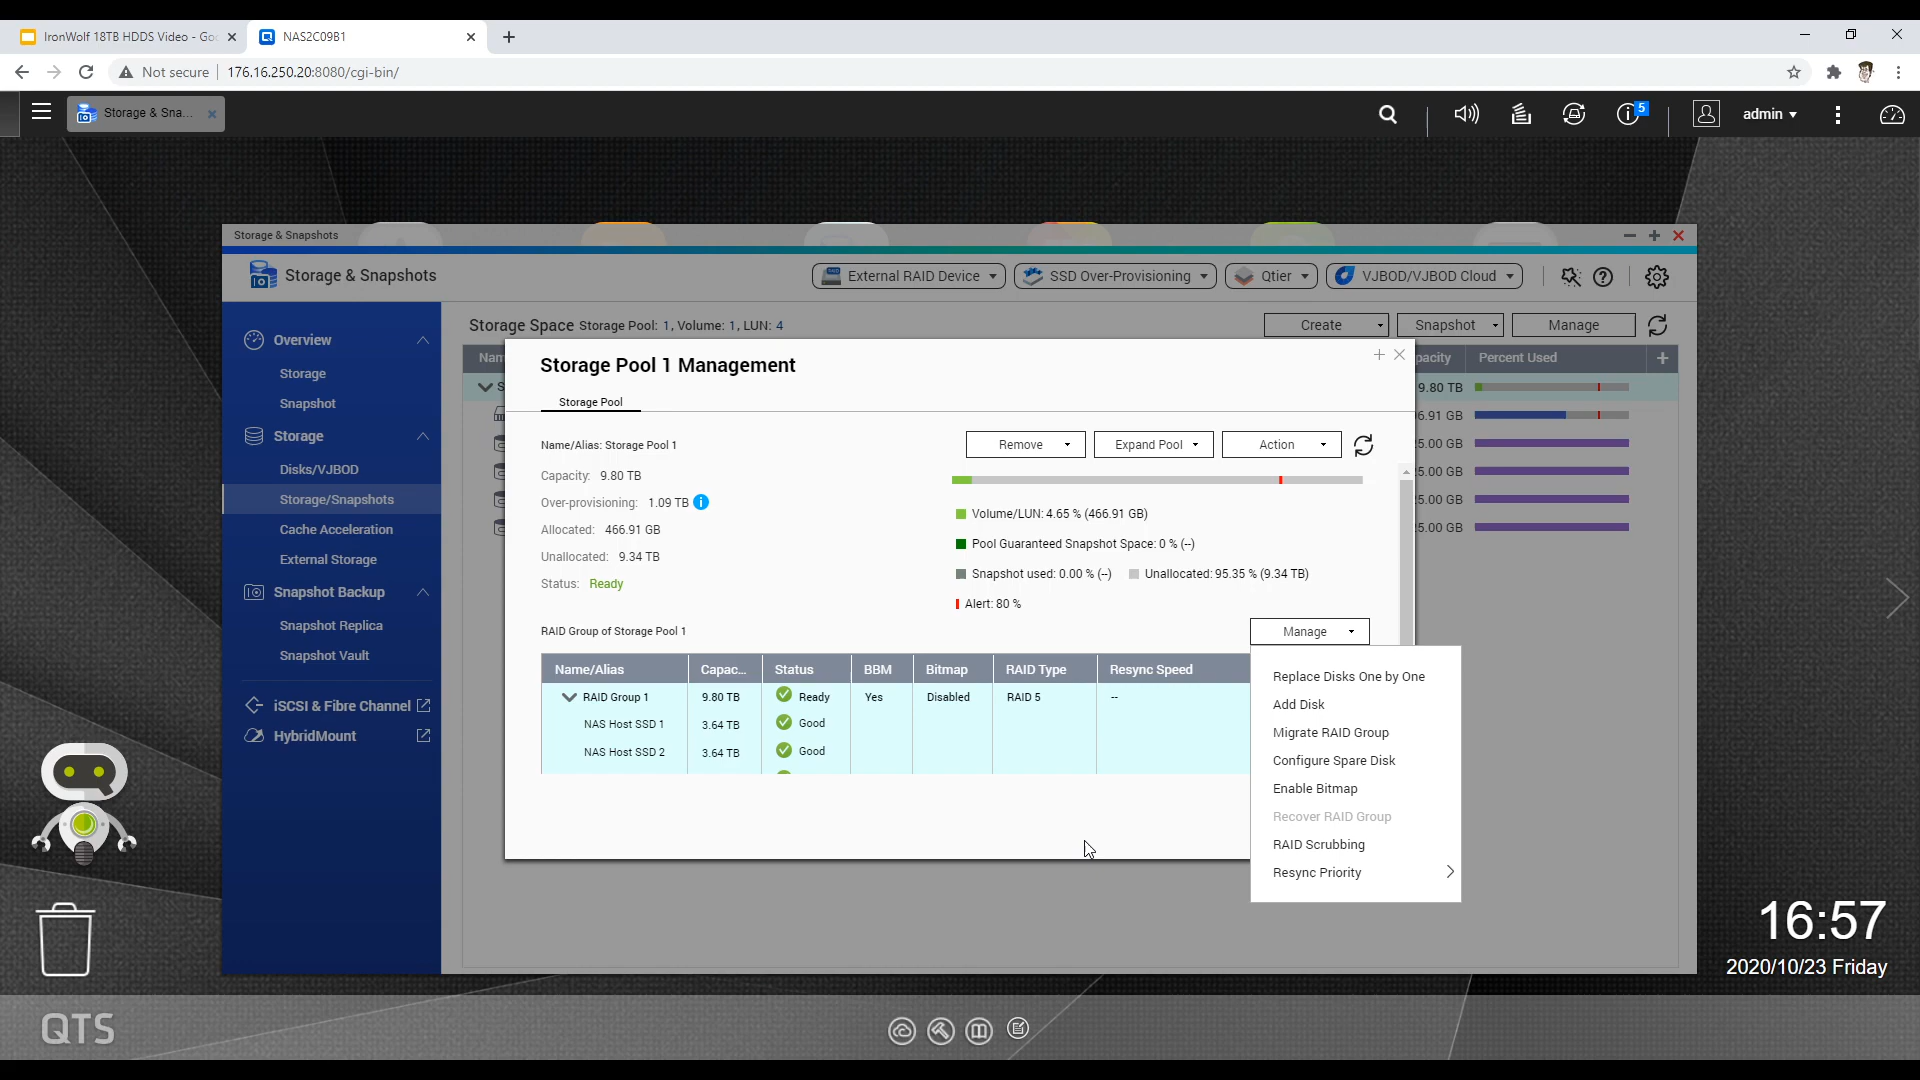 IronWolf 18TB HDDS Video - Goo
NAS2C09B1
Not secure
176.16.250.20:8080/cgi-bin/
Storage & Sna...
5
admin
Storage & Snapshots
Storage & Snapshots
External RAID Device
SSD Over-Provisioning
Qtier
VJBOD/VJBOD Cloud
Overview
Storage
Snapshot
Storage
Disks/VJBOD
Storage/Snapshots
Cache Acceleration
External Storage
Snapshot Backup
Snapshot Replica
Snapshot Vault
iSCSI & Fibre Channel
HybridMount
Storage Space Storage Pool: 1, Volume: 1, LUN: 4
Create
Snapshot
Manage
Nam
pacity
Percent Used
S
9.80 TB
6.91 GB
5.00 GB
5.00 GB
5.00 GB
5.00 GB
Storage Pool 1 Management
Storage Pool
Name/Alias: Storage Pool 1
Remove
Expand Pool
Action
Capacity: 9.80 TB
Over-provisioning: 1.09 TB
Allocated: 466.91 GB
Unallocated: 9.34 TB
Status: Ready
Volume/LUN: 4.65 % (466.91 GB)
Pool Guaranteed Snapshot Space: 0 % (--)
Snapshot used: 0.00 % (--)
Unallocated: 95.35 % (9.34 TB)
Alert: 80 %
RAID Group of Storage Pool 1
Manage
Name/Alias Capac... Status BBM Bitmap RAID Type Resync Speed
RAID Group 1 9.80 TB Ready Yes Disabled RAID 5 --
NAS Host SSD 1 3.64 TB Good
NAS Host SSD 2 3.64 TB Good
Replace Disks One by One
Add Disk
Migrate RAID Group
Configure Spare Disk
Enable Bitmap
Recover RAID Group
RAID Scrubbing
Resync Priority
16:57
2020/10/23 Friday
QTS